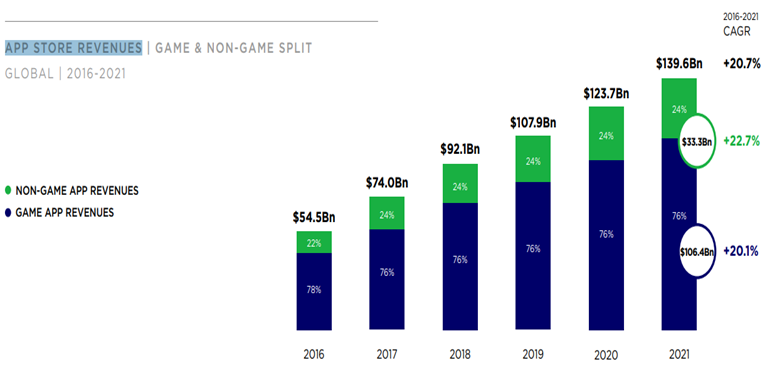 2016-2021
CAGR
APP STORE REVENUES | GAME & NON-GAME SPLIT
GLOBAL | 2016-2021
$139.6Bn +20.7%
$123.7Bn
$107.9Bn
$92.1Bn
$74.0Bn
$54.5Bn
NON-GAME APP REVENUES
GAME APP REVENUES
22% 24% 24% 24% 24% 24%
$33.3Bn +22.7%
78% 76% 76% 76% 76% 76%
$106.4Bn +20.1%
2016 2017 2018 2019 2020 2021